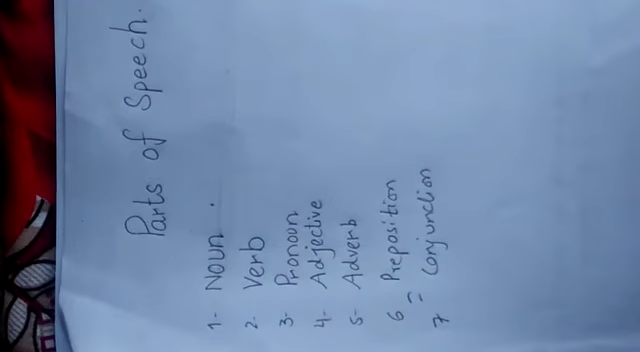 Parts of Speech.
1- Noun.
2- Verb
3- Pronoun
4- Adjective
5- Adverb
6 Preposition
7 = Conjunction